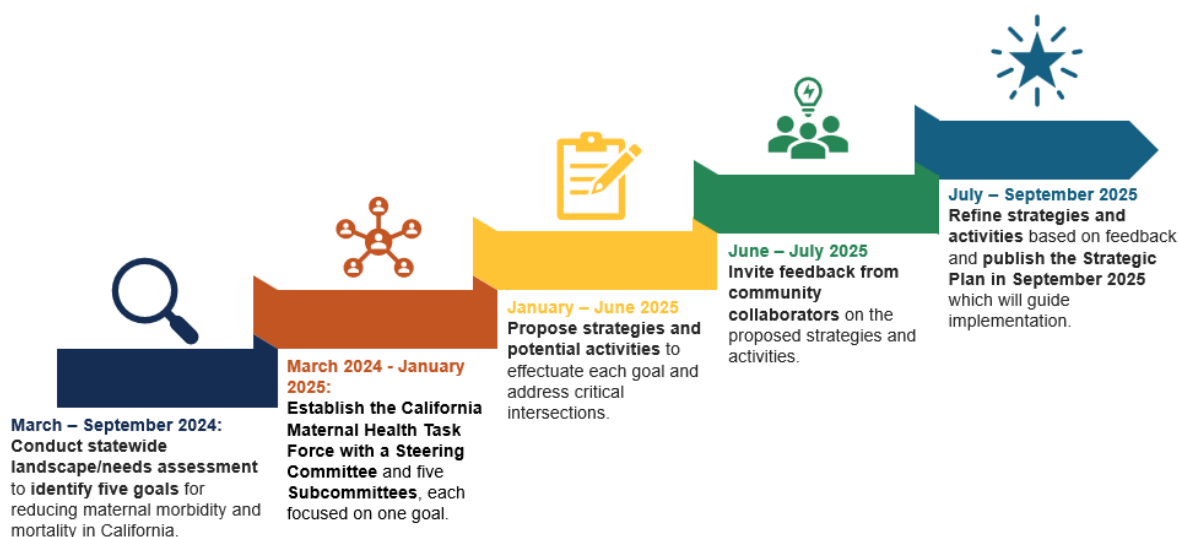 March – September 2024:
Conduct statewide
landscape/needs assessment
to identify five goals for
reducing maternal morbidity and
mortality in California.
March 2024 - January
2025:
Establish the California
Maternal Health Task
Force with a Steering
Committee and five
Subcommittees, each
focused on one goal.
January – June 2025
Propose strategies and
potential activities to
effectuate each goal and
address critical
intersections.
June – July 2025
Invite feedback from
community
collaborators on the
proposed strategies and
activities.
July – September 2025
Refine strategies and
activities based on feedback
and publish the Strategic
Plan in September 2025
which will guide
implementation.